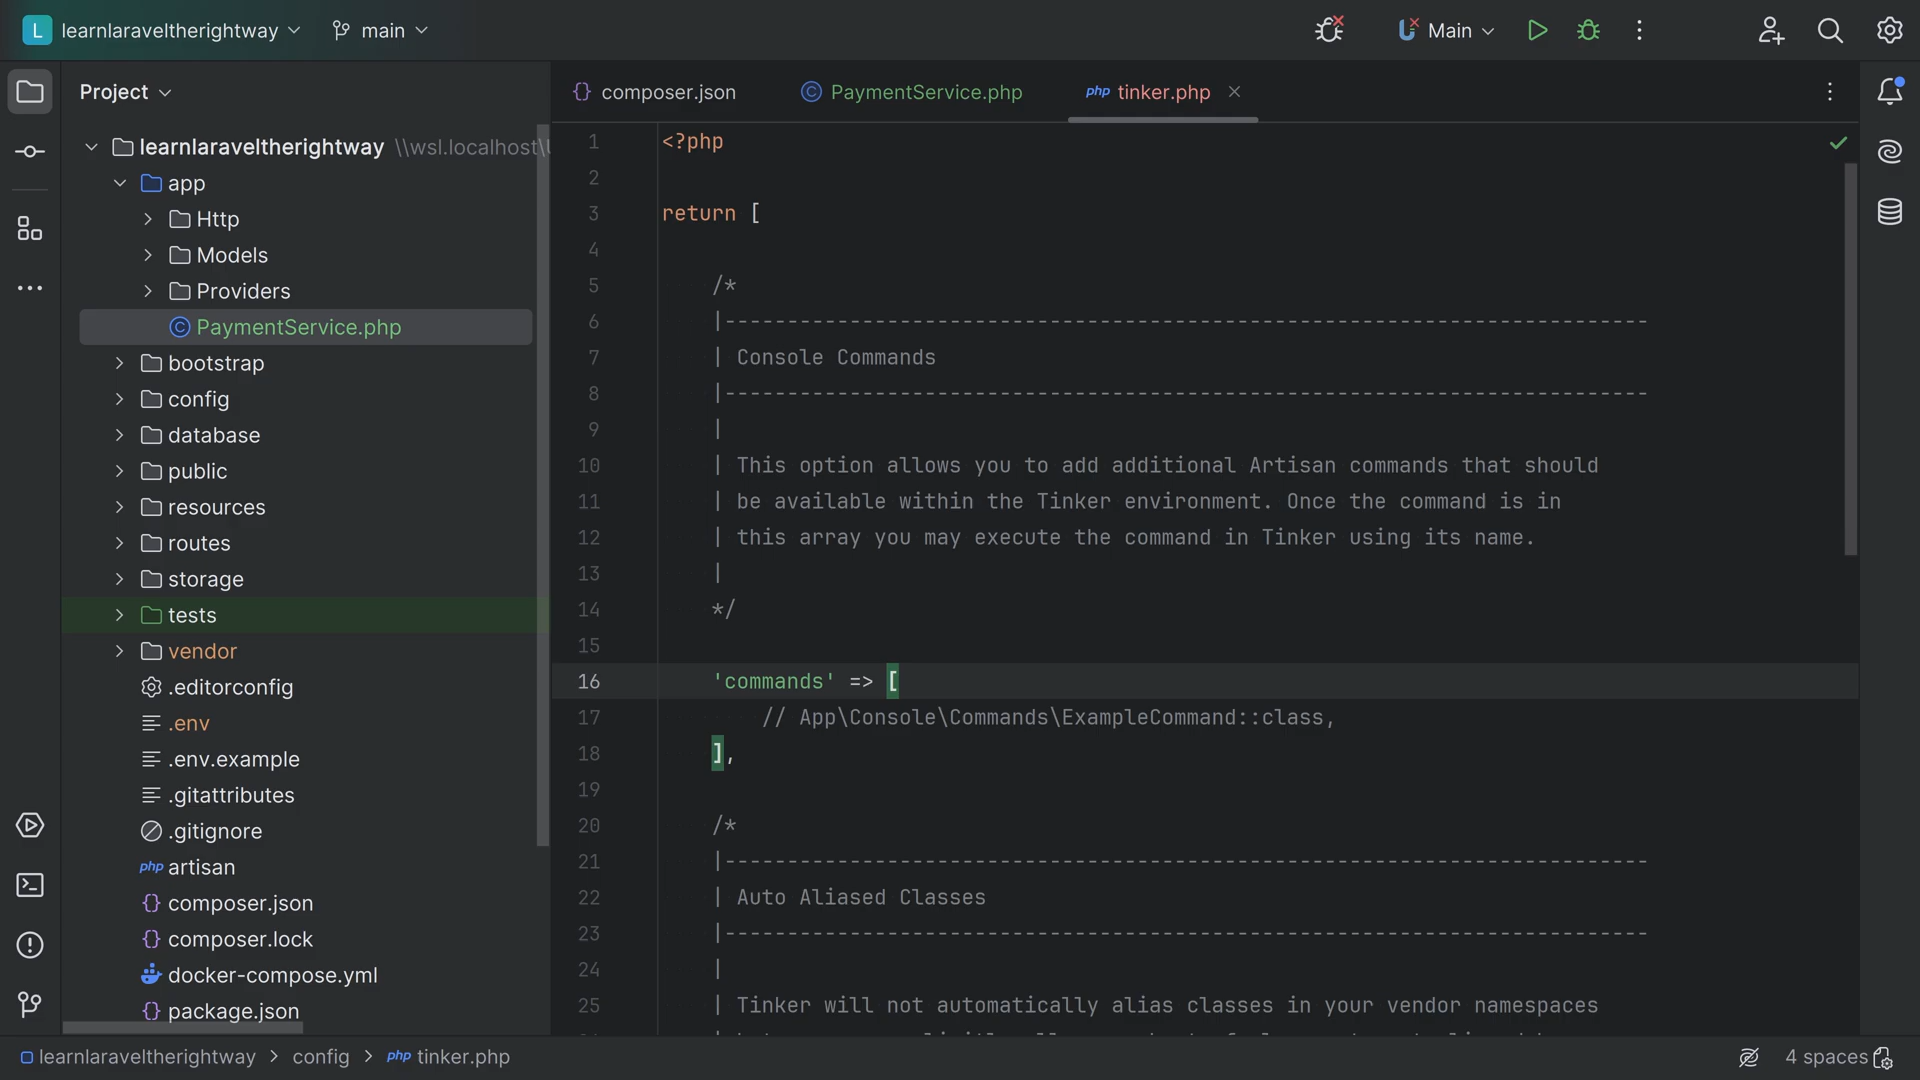 L learnlaraveltherightway main Main
Project
composer.json PaymentService.php php tinker.php
learnlaraveltherightway \\wsl.localhost\
app
Http
Models
Providers
PaymentService.php
bootstrap
config
database
public
resources
routes
storage
tests
vendor
.editorconfig
.env
.env.example
.gitattributes
.gitignore
php artisan
{} composer.json
{} composer.lock
docker-compose.yml
{} package.json
1 <?php
2
3 return [
4
5 /*
6 |--------------------------------------------------------------------------
7 | Console Commands
8 |--------------------------------------------------------------------------
9 |
10 | This option allows you to add additional Artisan commands that should
11 | be available within the Tinker environment. Once the command is in
12 | this array you may execute the command in Tinker using its name.
13 |
14 */
15
16 'commands' => [
17 // App\Console\Commands\ExampleCommand::class,
18 ],
19
20 /*
21 |--------------------------------------------------------------------------
22 | Auto Aliased Classes
23 |--------------------------------------------------------------------------
24 |
25 | Tinker will not automatically alias classes in your vendor namespaces
learnlaraveltherightway > config > php tinker.php
4 spaces